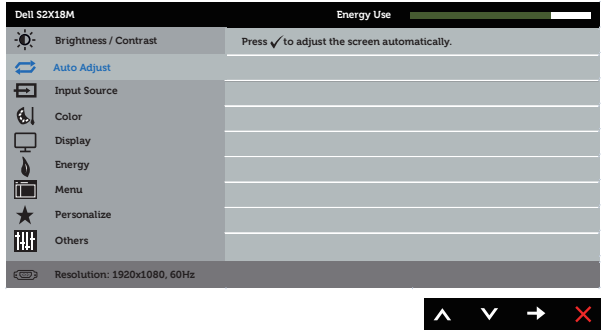 Dell S2X18M Energy Use
Brightness / Contrast Press ✓ to adjust the screen automatically.
Auto Adjust
Input Source
Color
Display
Energy
Menu
Personalize
Others
Resolution: 1920x1080, 60Hz